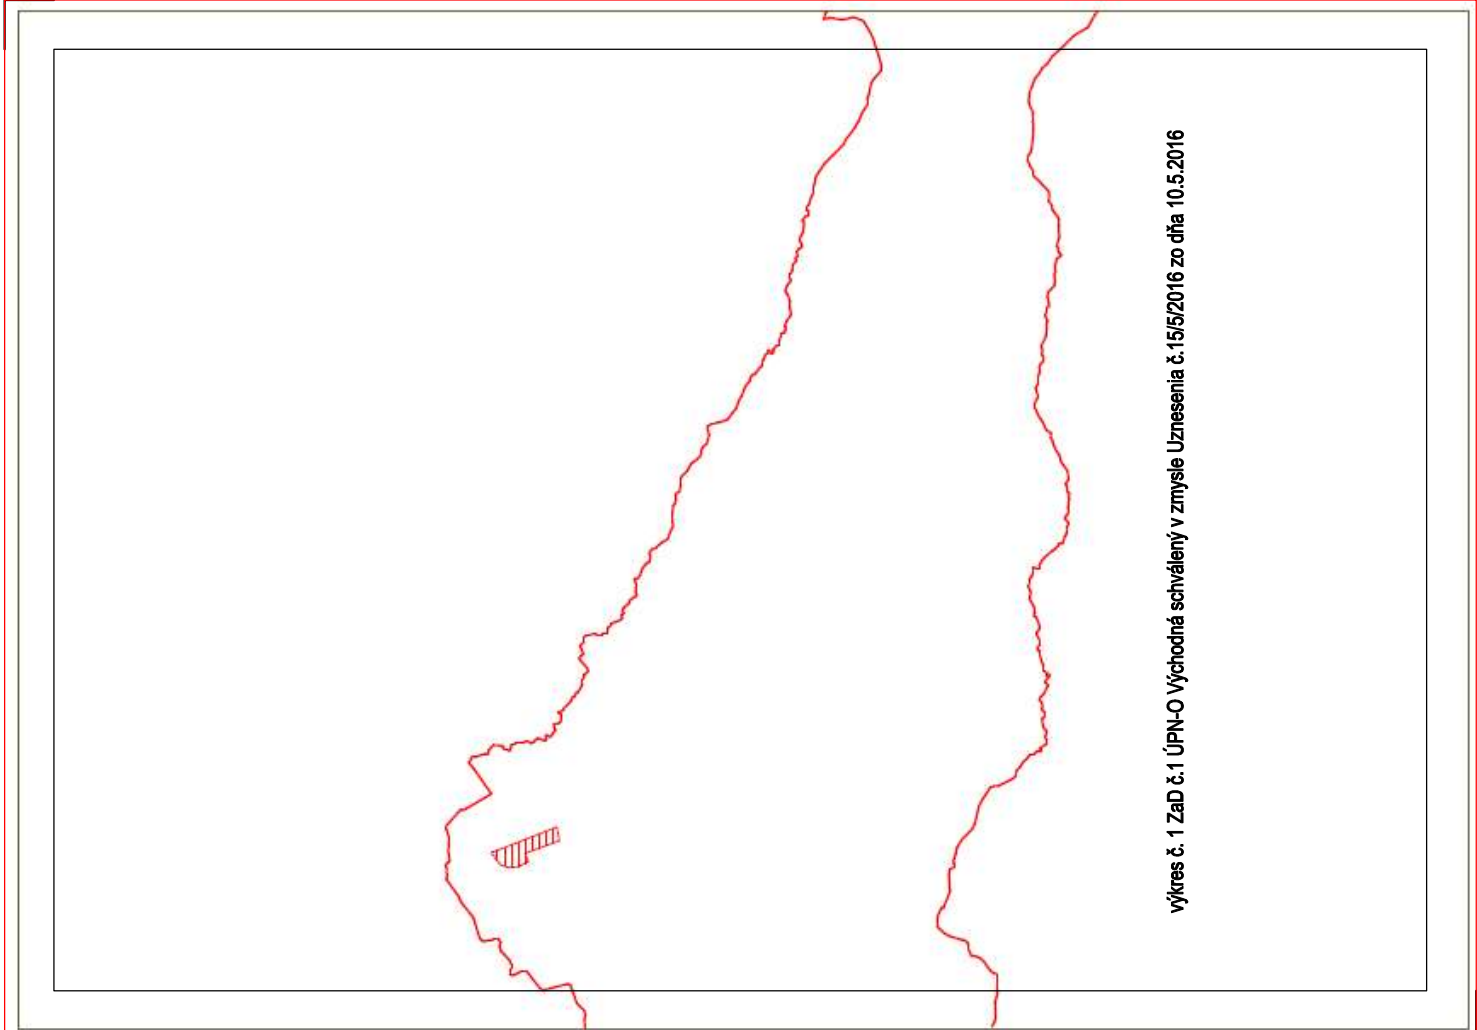 výkres č. 1 ZaD č.1 ÚPN-O Východná schválený v zmysle Uznesenia č.15/5/2016 zo dňa 10.5.2016